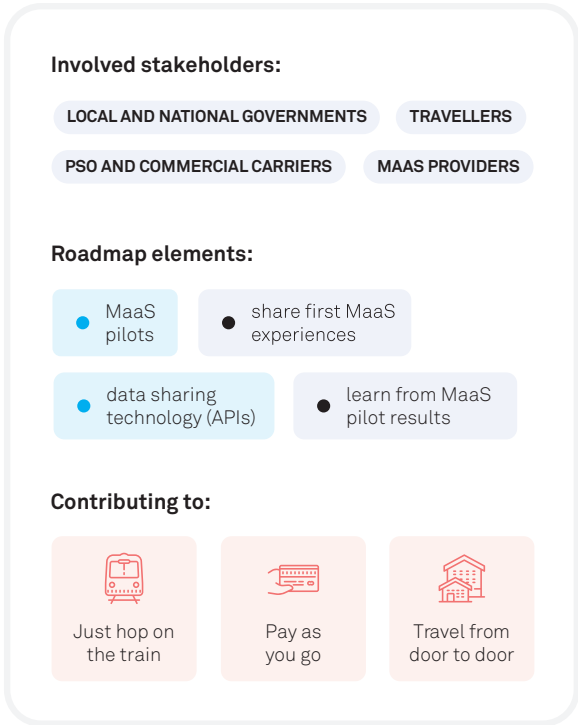 Involved stakeholders:
LOCAL AND NATIONAL GOVERNMENTS
TRAVELLERS
PSO AND COMMERCIAL CARRIERS
MAAS PROVIDERS
Roadmap elements:
MaaS
pilots
share first MaaS
experiences
data sharing
technology (APIs)
learn from MaaS
pilot results
Contributing to:
Just hop on
the train
Pay as
you go
Travel from
door to door